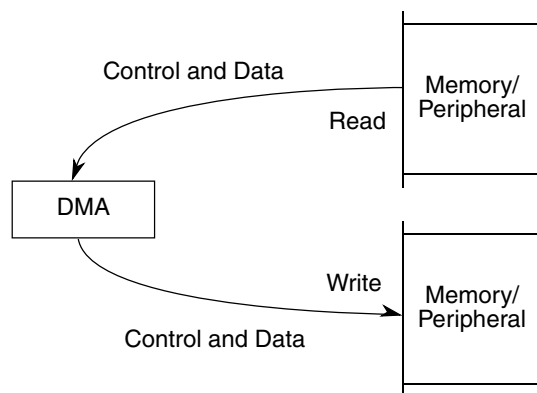 Control and Data
Memory/
Peripheral
Read
DMA
Write
Memory/
Peripheral
Control and Data